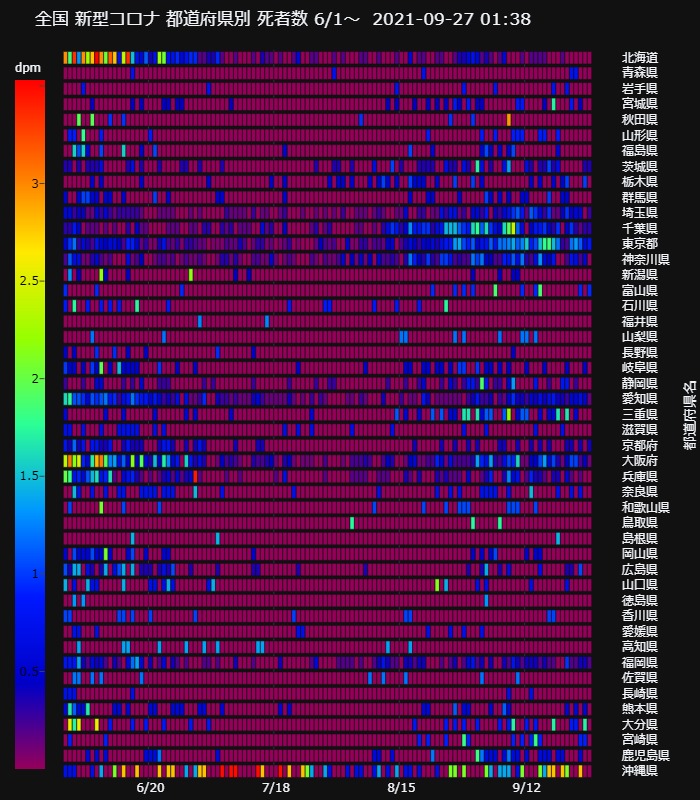 全国 新型コロナ 都道府県別 死者数 6/1～ 2021-09-27 01:38
dpm
3
2.5
2
1.5
1
0.5
北海道
青森県
岩手県
宮城県
秋田県
山形県
福島県
茨城県
栃木県
群馬県
埼玉県
千葉県
東京都
神奈川県
新潟県
富山県
石川県
福井県
山梨県
長野県
岐阜県
静岡県
愛知県
三重県
滋賀県
京都府
大阪府
兵庫県
奈良県
和歌山県
鳥取県
島根県
岡山県
広島県
山口県
徳島県
香川県
愛媛県
高知県
福岡県
佐賀県
長崎県
熊本県
大分県
宮崎県
鹿児島県
沖縄県
都道府県名
6/20 7/18 8/15 9/12